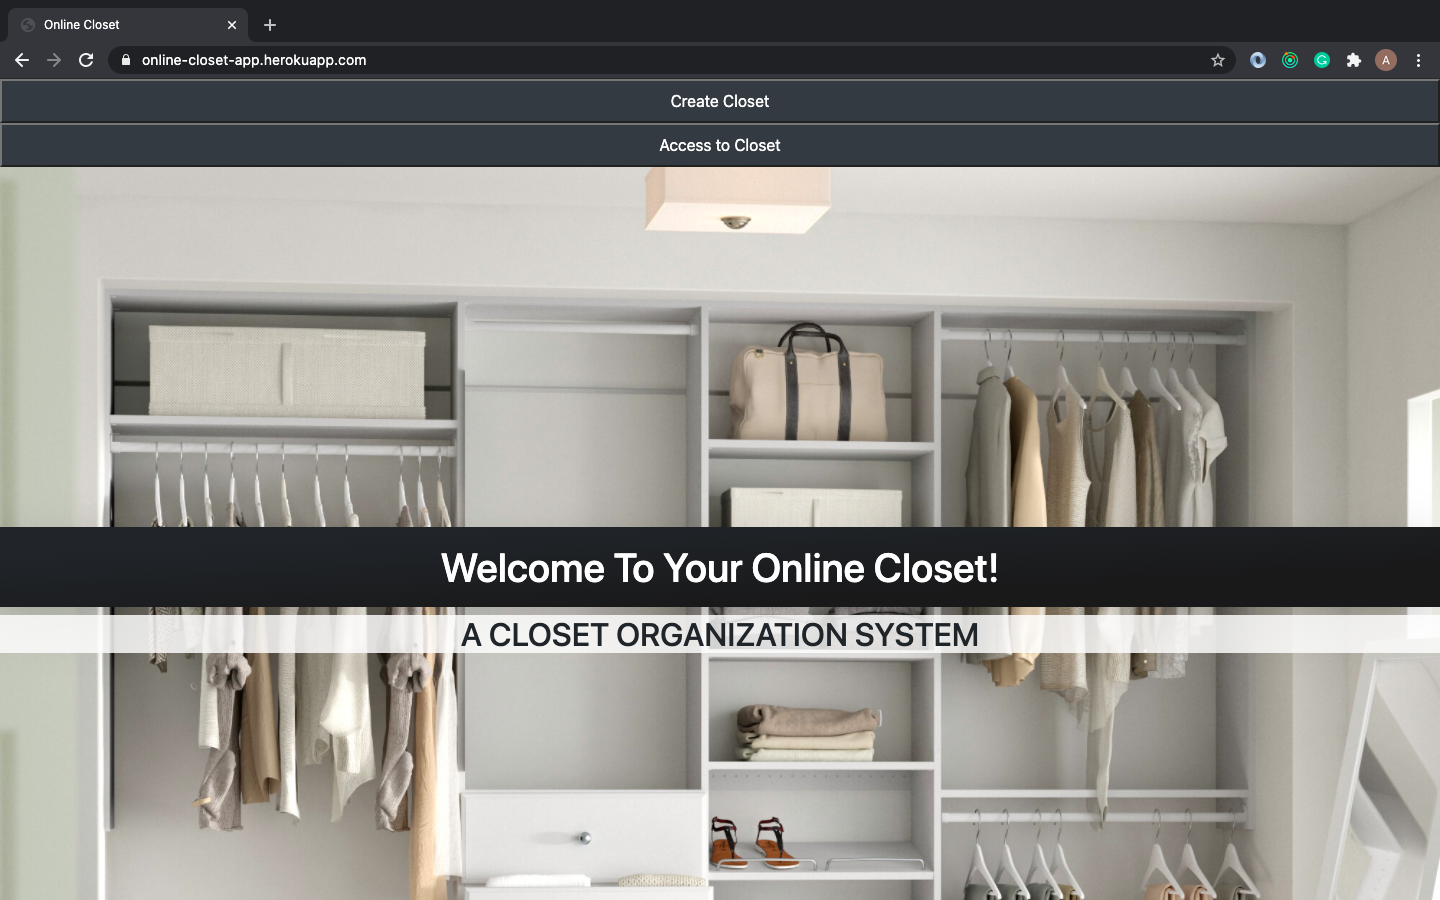 Online Closet
online-closet-app.herokuapp.com
A
Create Closet
Access to Closet
Welcome To Your Online Closet!
A CLOSET ORGANIZATION SYSTEM